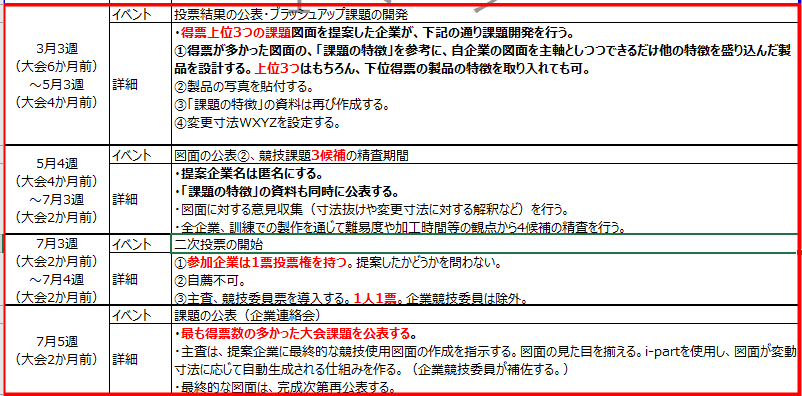 イベント 投票結果の公表・ブラッシュアップ課題の開発
3月3週
(大会6か月前)
～5月3週
(大会4か月前)
詳細
・得票上位3つの課題図面を提案した企業が、下記の通り課題開発を行う。
①得票が多かった図面の、「課題の特徴」を参考に、自企業の図面を主軸としつつできるだけ他の特徴を盛り込んだ製
品を設計する。上位3つはもちろん、下位得票の製品の特徴を取り入れても可。
②製品の写真を貼付する。
③「課題の特徴」の資料は再び作成する。
④変更寸法WXYZを設定する。
イベント 図面の公表②、競技課題3候補の精査期間
5月4週
(大会4か月前)
～7月3週
(大会2か月前)
詳細
・提案企業名は匿名にする。
・「課題の特徴」の資料も同時に公表する。
・図面に対する意見収集（寸法抜けや変更寸法に対する解釈など）を行う。
・全企業、訓練での製作を通じて難易度や加工時間等の観点から4候補の精査を行う。
イベント 二次投票の開始
7月3週
(大会2か月前)
～7月4週
(大会2か月前)
詳細
①参加企業は1票投票権を持つ。提案したかどうかを問わない。
②自薦不可。
③主査、競技委員票を導入する。1人1票。企業競技委員は除外。
イベント 課題の公表（企業連絡会）
7月5週
(大会2か月前)
詳細
・最も得票数の多かった大会課題を公表する。
・主査は、提案企業に最終的な競技使用図面の作成を指示する。図面の見た目を揃える。i-partを使用し、図面が変動
寸法に応じて自動生成される仕組みを作る。（企業競技委員が補佐する。）
・最終的な図面は、完成次第再公表する。